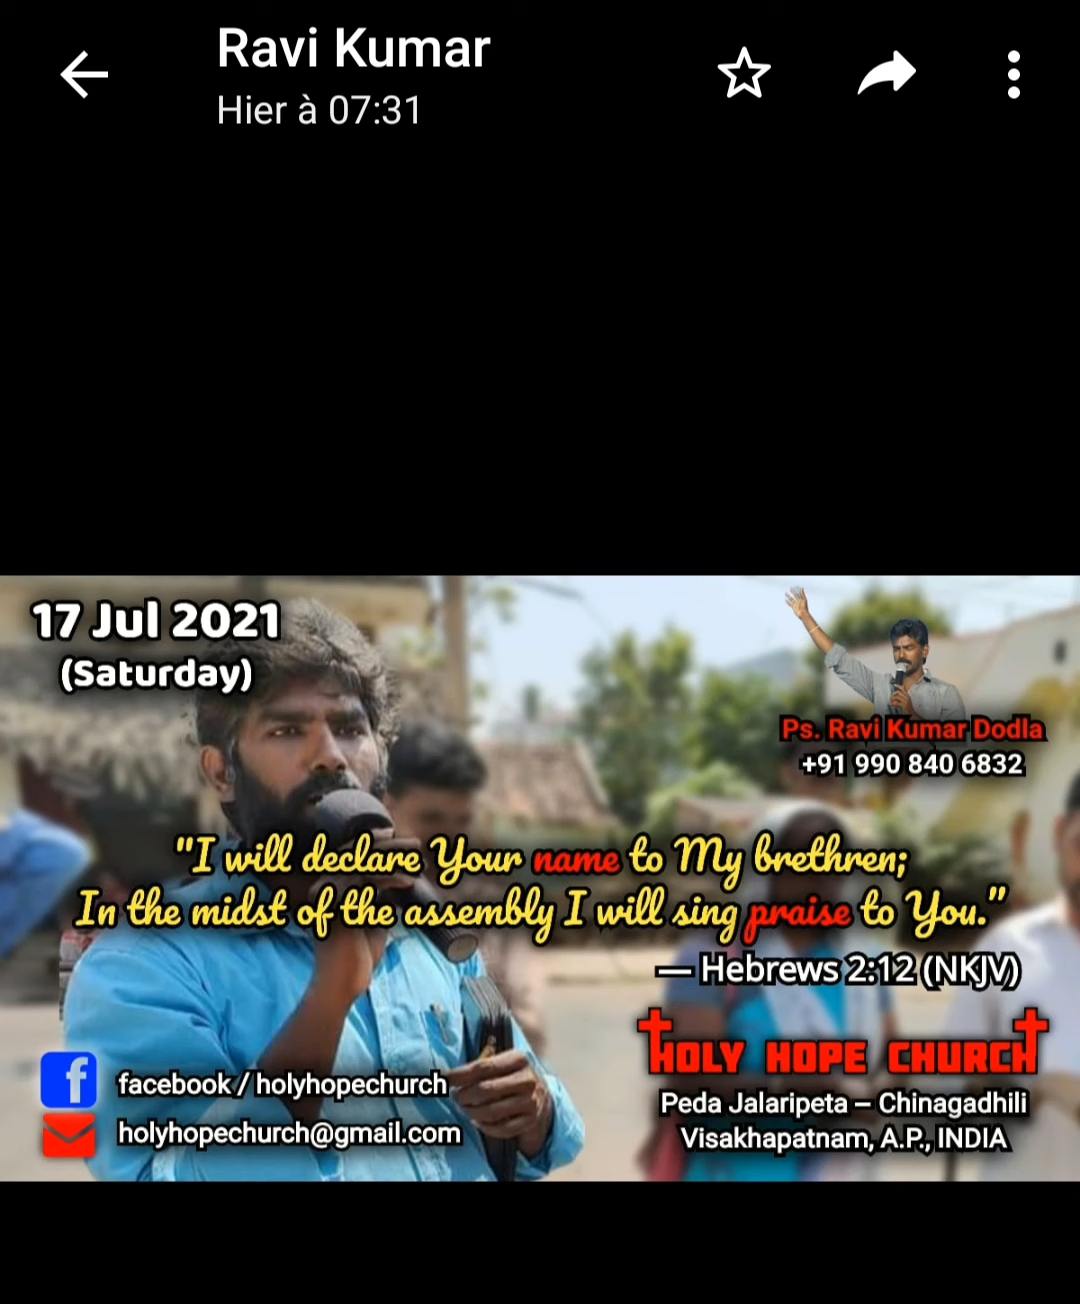 Ravi Kumar
Hier à 07:31
17 Jul 2021
(Saturday)
Ps. Ravi Kumar Dodla
+91 990 840 6832
"I will declare Your name to My brethren;
In the midst of the assembly I will sing praise to You."
— Hebrews 2:12 (NKJV)
HOLY HOPE CHURCH
Peda Jalaripeta – Chinagadhili
Visakhapatnam, A.P., INDIA
facebook/holyhopechurch
holyhopechurch@gmail.com